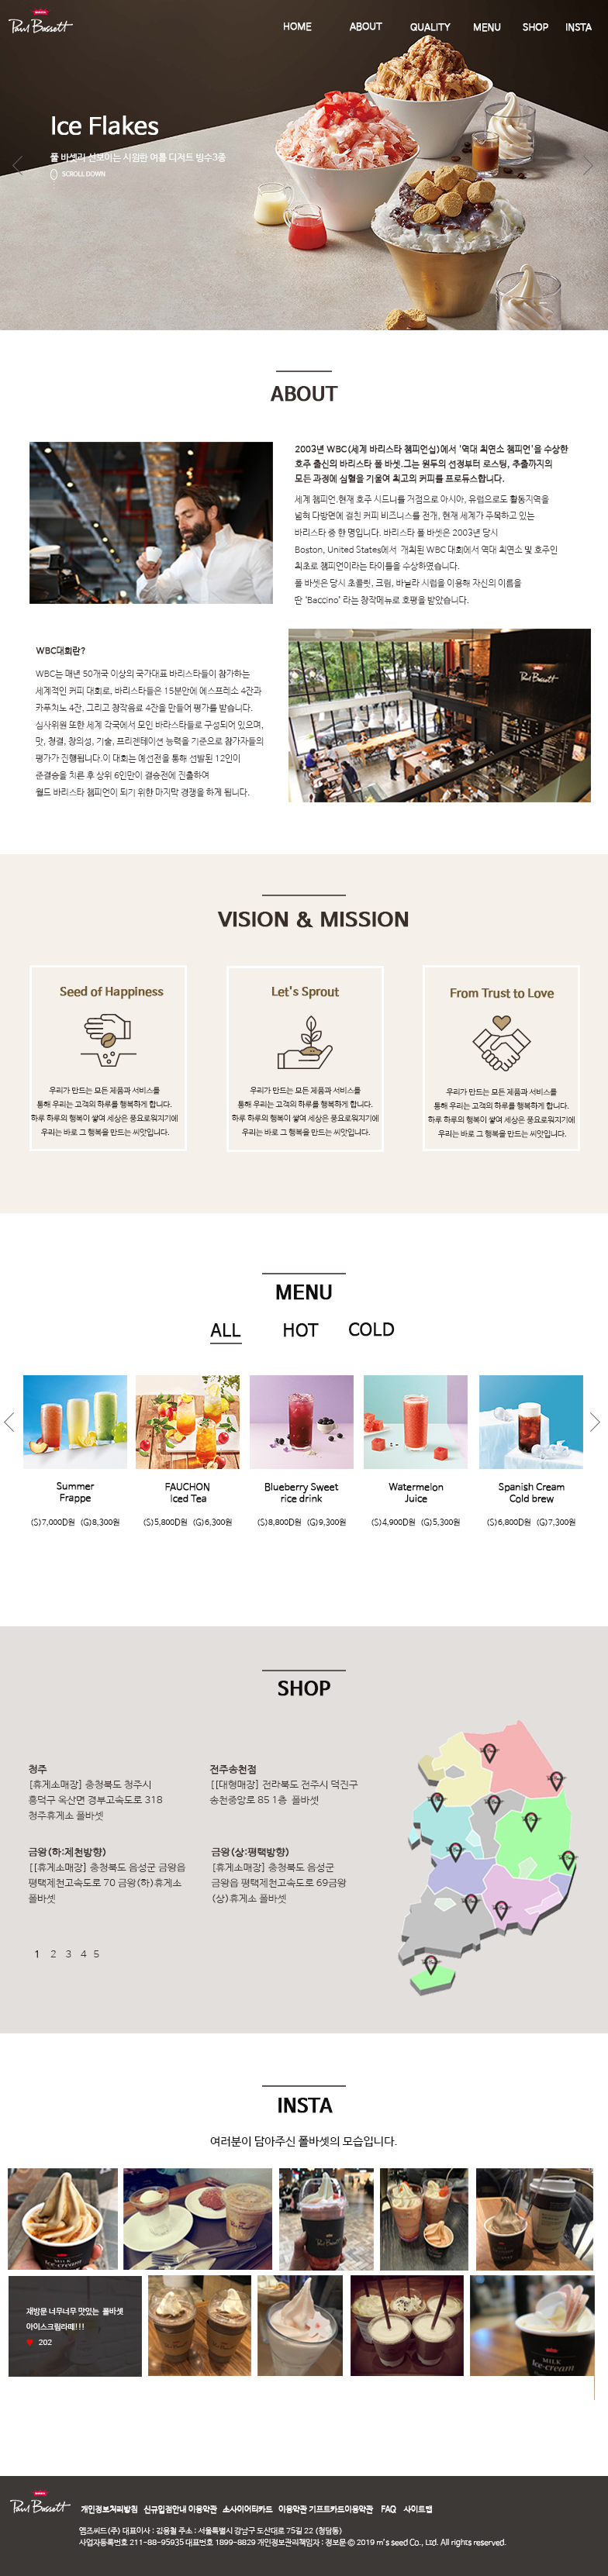 Paul Bassett
HOME ABOUT QUALITY MENU SHOP INSTA
Ice Flakes
폴 바셋이 선보이는 시원한 여름 디저트 빙수3종
SCROLL DOWN
ABOUT
2003년 WBC(세계 바리스타 챔피언십)에서 '역대 최연소 챔피언'을 수상한
호주 출신의 바리스타 폴 바셋.그는 원두의 선정부터 로스팅, 추출까지의
모든 과정에 심혈을 기울여 최고의 커피를 프로듀스합니다.
세계 챔피언.현재 호주 시드니를 거점으로 아시아, 유럽으로도 활동지역을
넓혀 다방면에 걸친 커피 비즈니스를 전개, 현재 세계가 주목하고 있는
바리스타 중 한 명입니다. 바리스타 폴 바셋은 2003년 당시
Boston, United States에서 개최된 WBC 대회에서 역대 최연소 및 호주인
최초로 챔피언이라는 타이틀을 수상하였습니다.
폴 바셋은 당시 초콜릿, 크림, 바닐라 시럽을 이용해 자신의 이름을
딴 'Baccino' 라는 창작메뉴로 호평을 받았습니다.
WBC대회란?
WBC는 매년 50개국 이상의 국가대표 바리스타들이 참가하는
세계적인 커피 대회로, 바리스타들은 15분안에 에스프레소 4잔과
카푸치노 4잔, 그리고 창작음료 4잔을 만들어 평가를 받습니다.
심사위원 또한 세계 각국에서 모인 바라스타들로 구성되어 있으며,
맛, 청결, 창의성, 기술, 프리젠테이션 능력을 기준으로 참가자들의
평가가 진행됩니다.이 대회는 예선전을 통해 선발된 12인이
준결승을 치른 후 상위 6인만이 결승전에 진출하여
월드 바리스타 챔피언이 되기 위한 마지막 경쟁을 하게 됩니다.
Paul Bassett
VISION & MISSION
Seed of Happiness
우리가 만드는 모든 제품과 서비스를
통해 우리는 고객의 하루를 행복하게 합니다.
하루 하루의 행복이 쌓여 세상은 풍요로워지기에
우리는 바로 그 행복을 만드는 씨앗입니다.
Let's Sprout
우리가 만드는 모든 제품과 서비스를
통해 우리는 고객의 하루를 행복하게 합니다.
하루 하루의 행복이 쌓여 세상은 풍요로워지기에
우리는 바로 그 행복을 만드는 씨앗입니다.
From Trust to Love
우리가 만드는 모든 제품과 서비스를
통해 우리는 고객의 하루를 행복하게 합니다.
하루 하루의 행복이 쌓여 세상은 풍요로워지기에
우리는 바로 그 행복을 만드는 씨앗입니다.
MENU
ALL HOT COLD
Summer
Frappe
(S)7,000원 (G)8,300원
FAUCHON
Iced Tea
(S)5,800원 (G)6,300원
Blueberry Sweet
rice drink
(S)8,800원 (G)9,300원
Watermelon
Juice
(S)4,900원 (G)5,300원
Spanish Cream
Cold brew
(S)6,800원 (G)7,300원
SHOP
청주
[휴게소매장] 충청북도 청주시
흥덕구 옥산면 경부고속도로 318
청주휴게소 폴바셋
전주송천점
[[대형매장] 전라북도 전주시 덕진구
송천중앙로 85 1층 폴바셋
금왕(하:제천방향)
[[휴게소매장] 충청북도 음성군 금왕읍
평택제천고속도로 70 금왕(하)휴게소
폴바셋
금왕(상:평택방향)
[휴게소매장] 충청북도 음성군
금왕읍 평택제천고속도로 69금왕
(상)휴게소 폴바셋
1 2 3 4 5
INSTA
여러분이 담아주신 폴바셋의 모습입니다.
MILK
ice-cream
Paul Bassett
재방문 너무너무 맛있는 폴바셋
아이스크림라떼!!!
202
MILK
ice-cream
Paul Bassett
개인정보처리방침 신규입점안내 이용약관 소사이어티카드 이용약관 기프트카드이용약관 FAQ 사이트맵
엠즈씨드(주) 대표이사 : 김용철 주소 : 서울특별시 강남구 도산대로 75길 22 (청담동)
사업자등록번호 211-88-95935 대표번호 1899-8829 개인정보관리책임자 : 정보문 © 2019 m's seed Co., Ltd. All rights reserved.